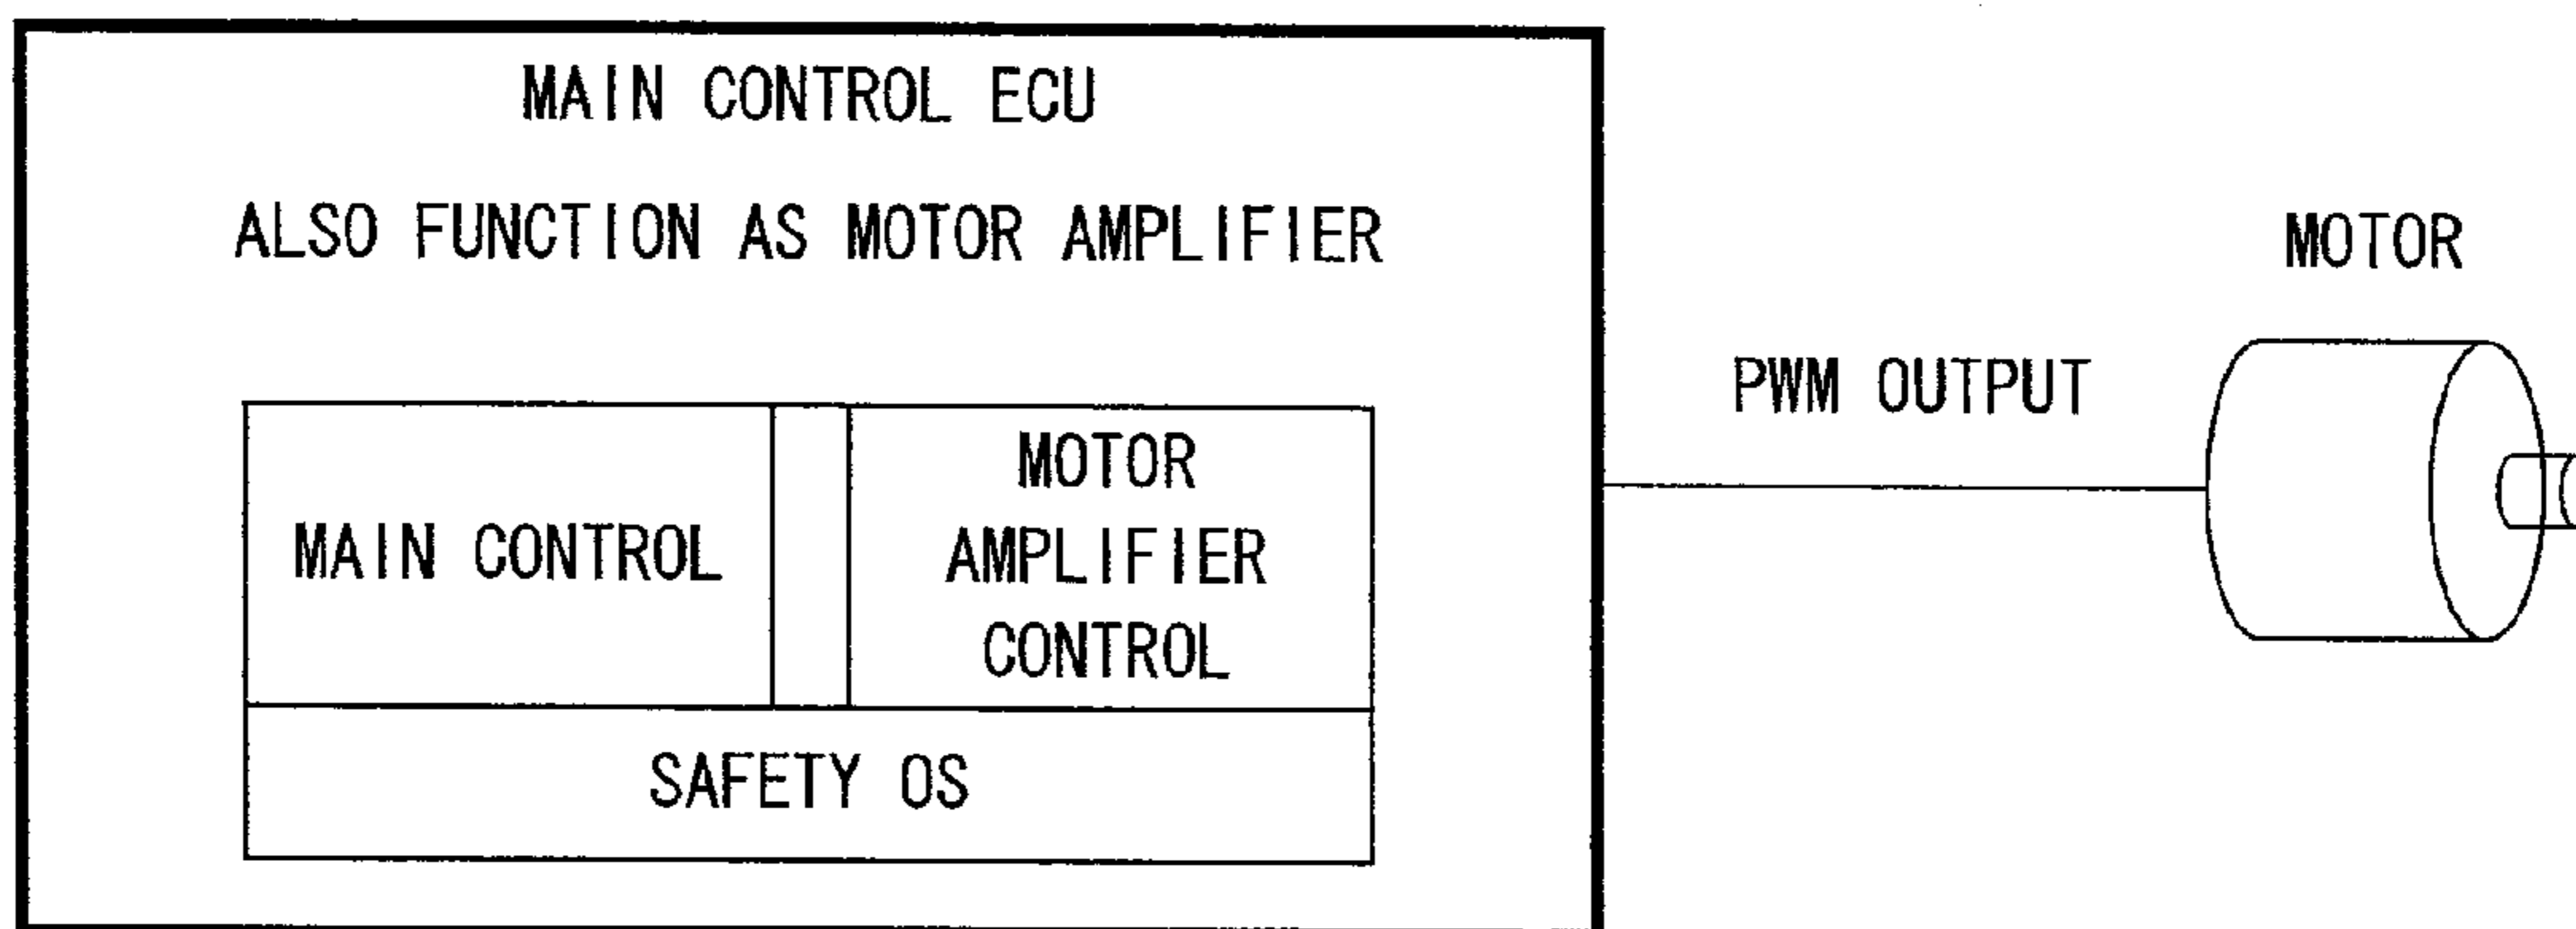 MAIN CONTROL ECU
ALSO FUNCTION AS MOTOR AMPLIFIER
MOTOR
PWM OUTPUT
MAIN CONTROL
MOTOR
AMPLIFIER
CONTROL
SAFETY OS